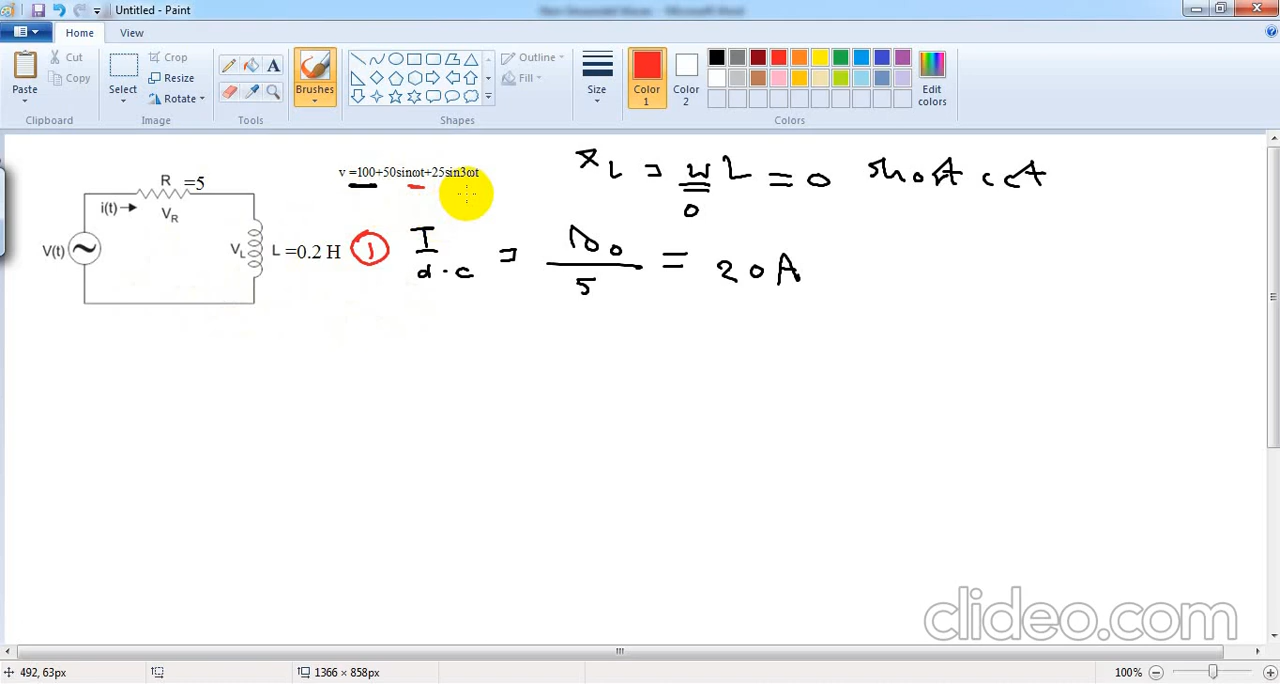 Untitled - Paint
Home
View
Paste
Cut
Copy
Clipboard
Select
Crop
Resize
Rotate
Image
A
Tools
Brushes
Outline
Fill
Shapes
Size
Color 1
Color 2
Edit colors
Colors
R =5
i(t)
VR
V(t)
VL
L =0.2 H
v =100+50sinωt+25sin3ωt
XL = wL = 0 short cct
0
1 I d.c = 100 / 5 = 20A
clideo.com
492, 63px
1366 × 858px
100%